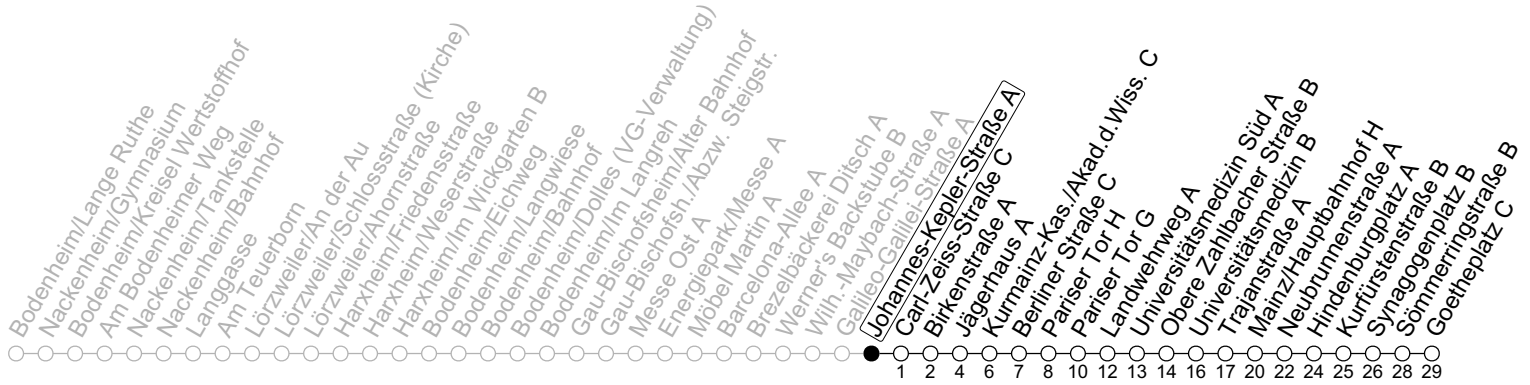 Bodenheim/Lange Ruthe
Nackenheim/Gymnasium
Bodenheim/Kreisel Wertstoffhof
Am Bodenheimer Weg
Nackenheim/Tankstelle
Nackenheim/Bahnhof
Langgasse
Am Teuerborn
Lörzweiler/An der Au
Lörzweiler/Schlossstraße (Kirche)
Lörzweiler/Ahornstraße
Harxheim/Friedensstraße
Harxheim/Weserstraße
Harxheim/Im Wickgarten B
Bodenheim/Eichweg
Bodenheim/Langwiese
Bodenheim/Bahnhof
Bodenheim/Dolles (VG-Verwaltung)
Bodenheim/Im Langreh
Gau-Bischofsheim/Alter Bahnhof
Gau-Bischofsh./Abzw. Steigstr.
Messe Ost A
Energiepark/Messe A
Möbel Martin A
Barcelona-Allee A
Brezelbäckerei Ditsch A
Werner's Backstube B
Wilh.-Maybach-Straße A
Galileo-Galilei-Straße A
Johannes-Kepler-Straße A
Carl-Zeiss-Straße C
Birkenstraße A
Jägerhaus A
Kurmainz-Kas./Akad.d.Wiss. C
Berliner Straße C
Pariser Tor H
Pariser Tor G
Landwehrweg A
Universitätsmedizin Süd A
Obere Zahlbacher Straße B
Universitätsmedizin B
Trajanstraße A
Mainz/Hauptbahnhof H
Neubrunnenstraße A
Hindenburgplatz A
Kurfürstenstraße B
Synagogenplatz B
Sömmerringstraße B
Goetheplatz C
1 2 4 6 7 8 10 12 13 14 16 17 20 22 24 25 26 28 29